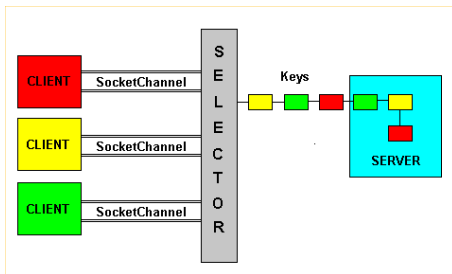 CLIENT
SocketChannel
CLIENT
SocketChannel
CLIENT
SocketChannel
SELECTOR
Keys
SERVER